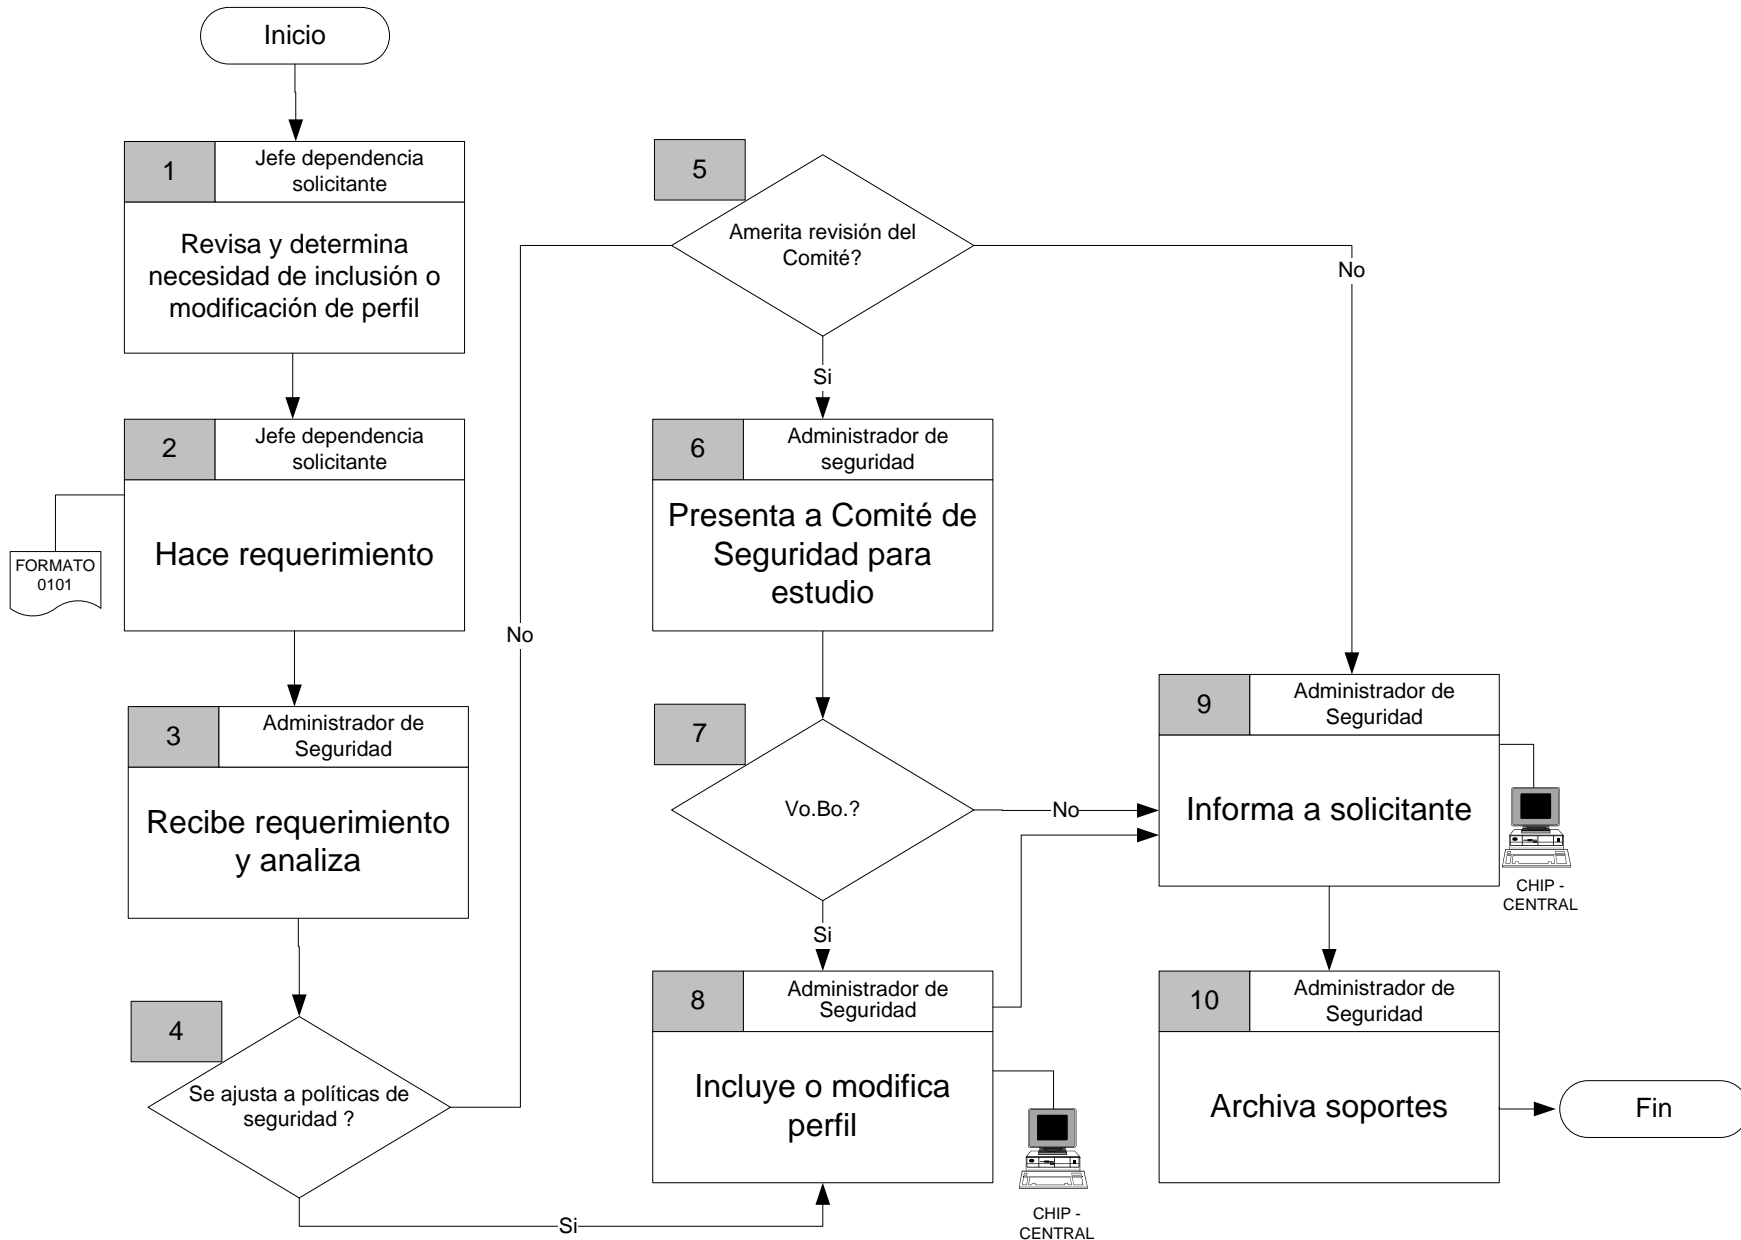 Inicio
1
Jefe dependencia
solicitante
Revisa y determina
necesidad de inclusión o
modificación de perfil
2
Jefe dependencia
solicitante
Hace requerimiento
FORMATO
0101
3
Administrador de
Seguridad
Recibe requerimiento
y analiza
4
Se ajusta a políticas de
seguridad ?
No
Si
5
Amerita revisión del
Comité?
No
Si
6
Administrador de
seguridad
Presenta a Comité de
Seguridad para
estudio
7
Vo.Bo.?
No
Si
8
Administrador de
Seguridad
Incluye o modifica
perfil
CHIP -
CENTRAL
9
Administrador de
Seguridad
Informa a solicitante
CHIP -
CENTRAL
10
Administrador de
Seguridad
Archiva soportes
Fin